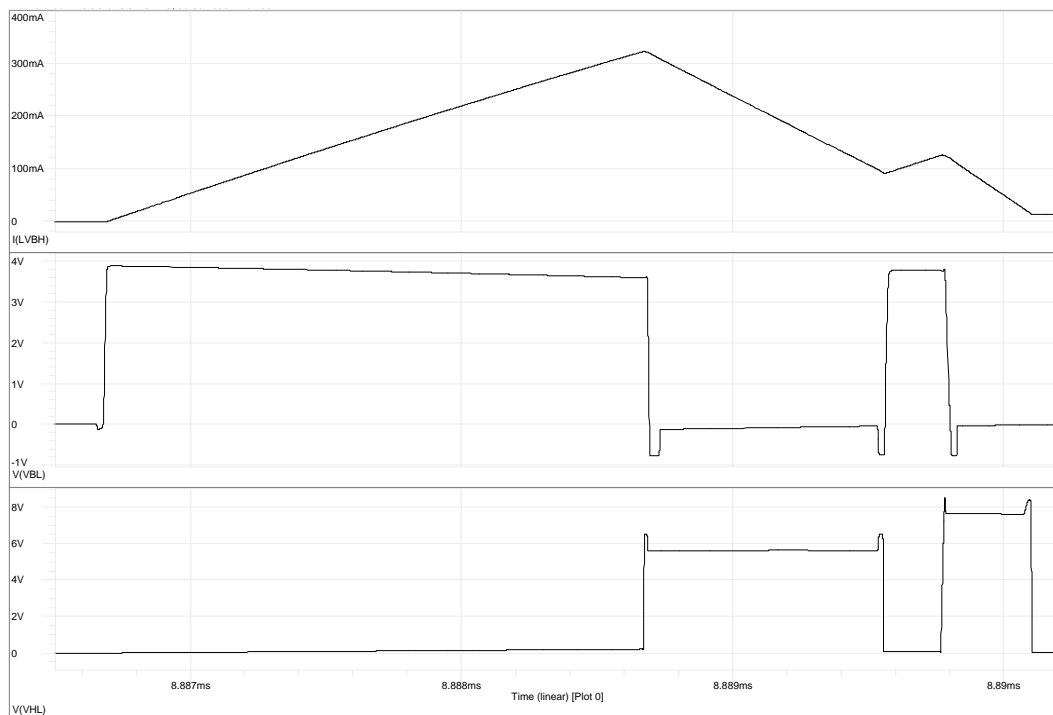 400mA
300mA
200mA
100mA
0
I(LVBH)
4V
3V
2V
1V
0
-1V
V(VBL)
8V
6V
4V
2V
0
8.887ms
8.888ms
8.889ms
8.89ms
Time (linear) [Plot 0]
V(VHL)